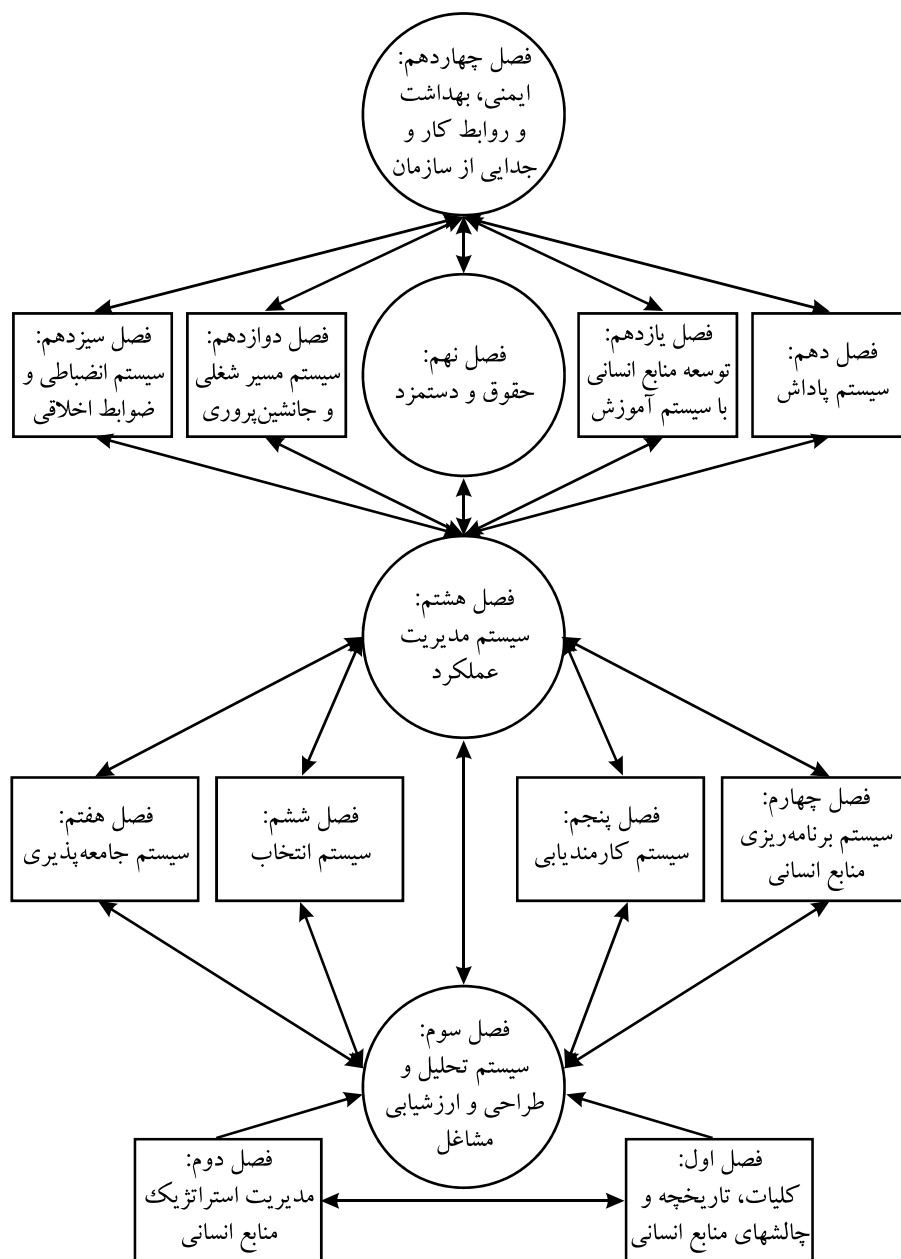 فصل چهاردهم:
ایمنی، بهداشت
و روابط کار و
جدایی از سازمان
فصل دهم:
سیستم پاداش
فصل یازدهم:
توسعه منابع انسانی
با سیستم آموزش
فصل نهم:
حقوق و دستمزد
فصل دوازدهم:
سیستم مسیر شغلی
و جانشین‌پروری
فصل سیزدهم:
سیستم انضباطی و
ضوابط اخلاقی
فصل هشتم:
سیستم مدیریت
عملکرد
فصل چهارم:
سیستم برنامه‌ریزی
منابع انسانی
فصل پنجم:
سیستم کارمندیابی
فصل ششم:
سیستم انتخاب
فصل هفتم:
سیستم جامعه‌پذیری
فصل سوم:
سیستم تحلیل و
طراحی و ارزشیابی
مشاغل
فصل اول:
کلیات، تاریخچه و
چالشهای منابع انسانی
فصل دوم:
مدیریت استراتژیك
منابع انسانی